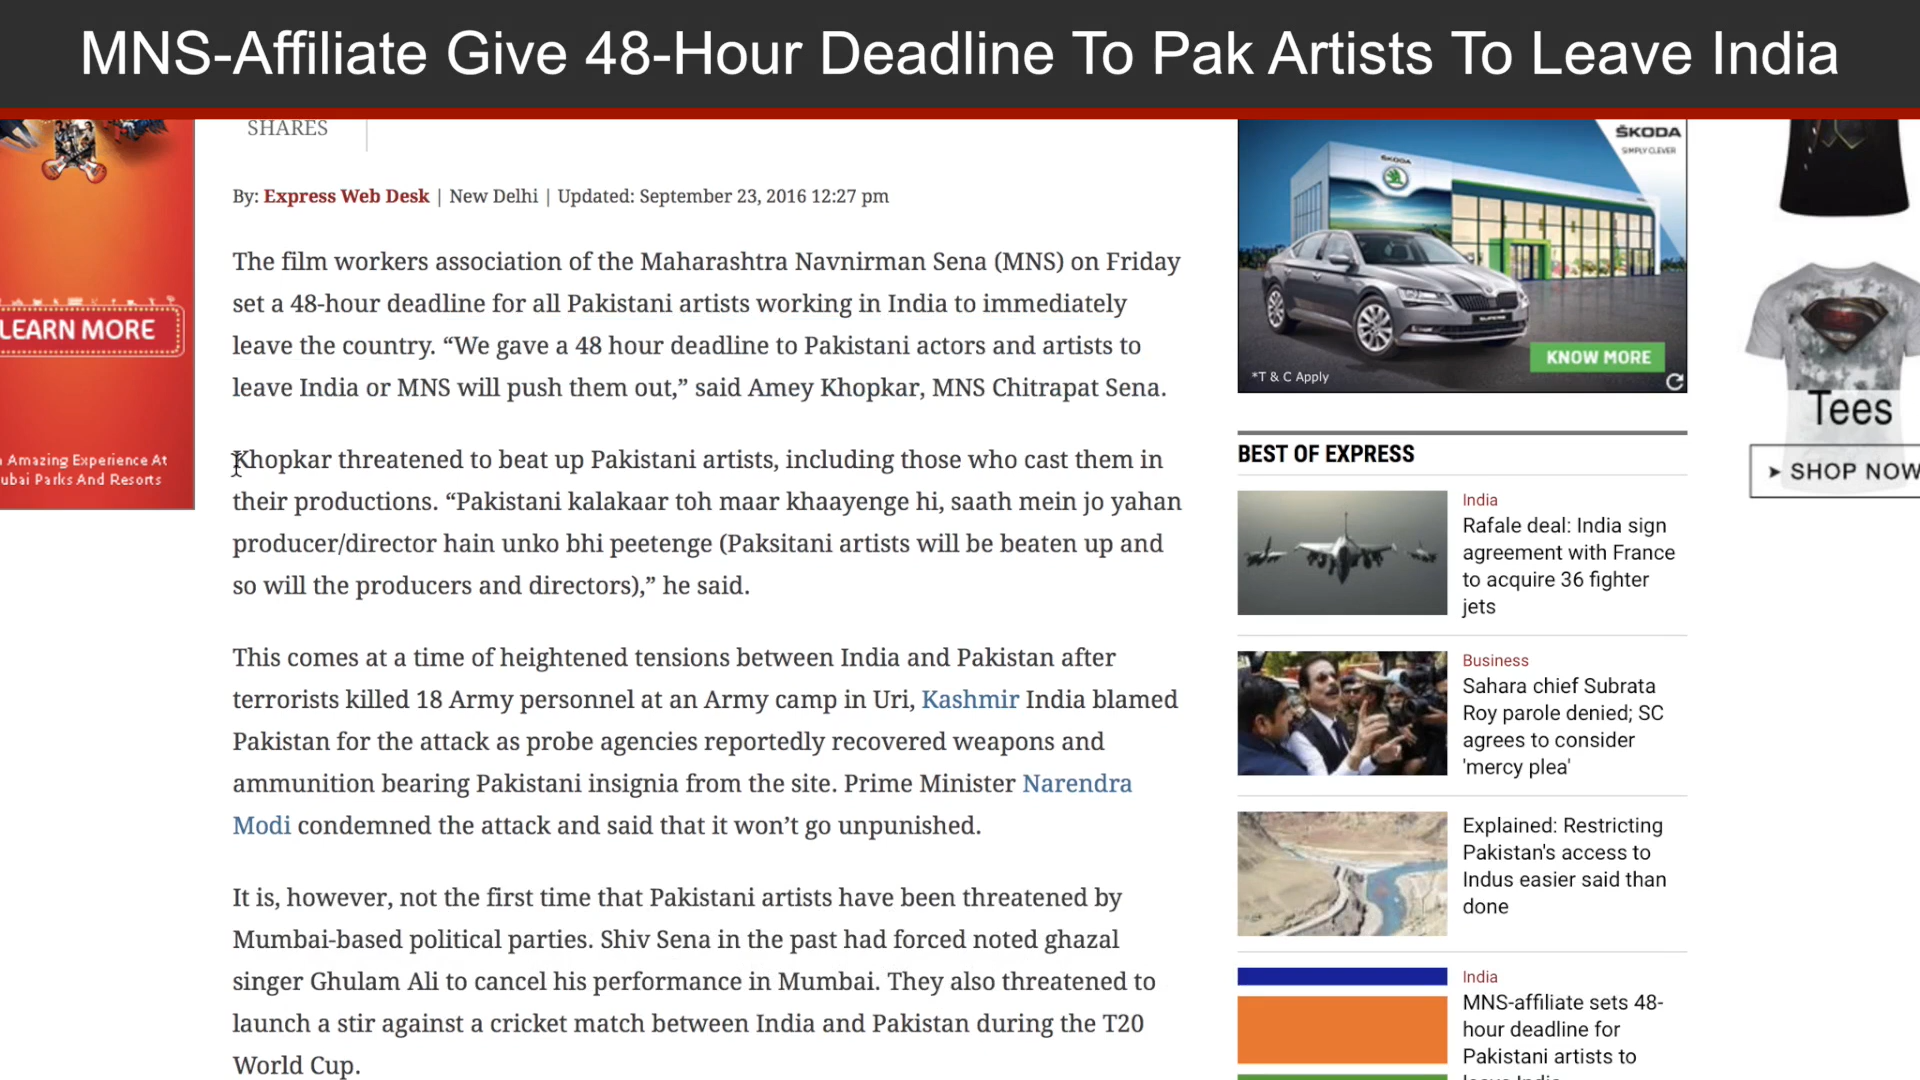 MNS-Affiliate Give 48-Hour Deadline To Pak Artists To Leave India
SHARES
By: Express Web Desk | New Delhi | Updated: September 23, 2016 12:27 pm
The film workers association of the Maharashtra Navnirman Sena (MNS) on Friday
set a 48-hour deadline for all Pakistani artists working in India to immediately
leave the country. “We gave a 48 hour deadline to Pakistani actors and artists to
leave India or MNS will push them out,” said Amey Khopkar, MNS Chitrapat Sena.
Khopkar threatened to beat up Pakistani artists, including those who cast them in
their productions. “Pakistani kalakaar toh maar khaayenge hi, saath mein jo yahan
producer/director hain unko bhi peetenge (Paksitani artists will be beaten up and
so will the producers and directors),” he said.
This comes at a time of heightened tensions between India and Pakistan after
terrorists killed 18 Army personnel at an Army camp in Uri, Kashmir India blamed
Pakistan for the attack as probe agencies reportedly recovered weapons and
ammunition bearing Pakistani insignia from the site. Prime Minister Narendra
Modi condemned the attack and said that it won’t go unpunished.
It is, however, not the first time that Pakistani artists have been threatened by
Mumbai-based political parties. Shiv Sena in the past had forced noted ghazal
singer Ghulam Ali to cancel his performance in Mumbai. They also threatened to
launch a stir against a cricket match between India and Pakistan during the T20
World Cup.
LEARN MORE
Amazing Experience At
ubai Parks And Resorts
ŠKODA
SIMPLY CLEVER
ŠKODA
KNOW MORE
*T & C Apply
BEST OF EXPRESS
India
Rafale deal: India sign
agreement with France
to acquire 36 fighter
jets
Business
Sahara chief Subrata
Roy parole denied; SC
agrees to consider
'mercy plea'
Explained: Restricting
Pakistan's access to
Indus easier said than
done
India
MNS-affiliate sets 48-
hour deadline for
Pakistani artists to
leave India
Tees
SHOP NOW